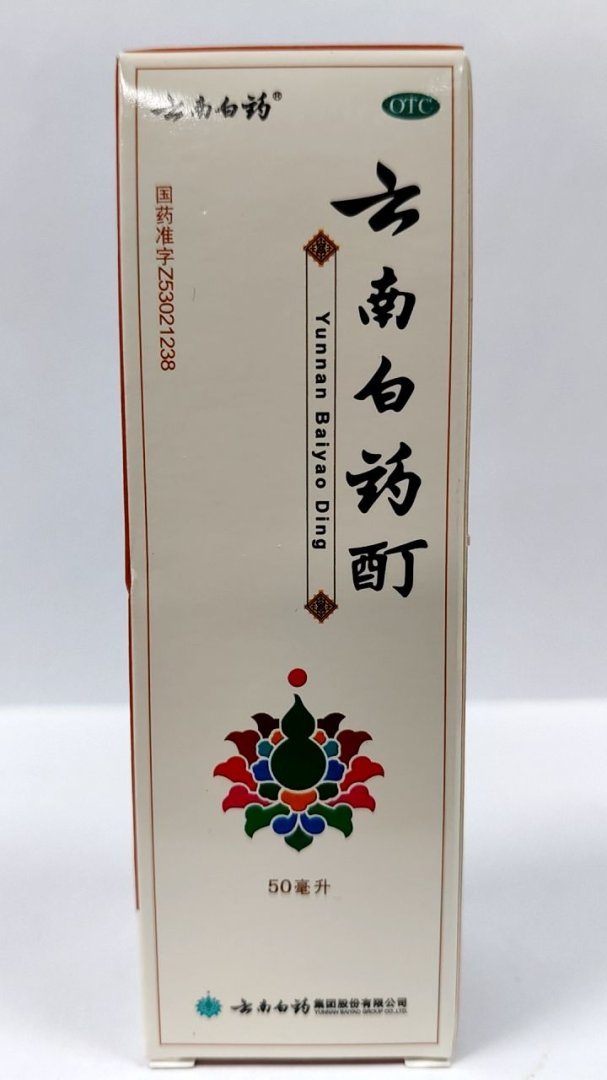 云南白药®
OTC
国药准字Z53021238
云南白药酊
Yunnan Baiyao Ding
50毫升
云南白药集团股份有限公司
YUNNAN BAIYAO GROUP CO.,LTD.